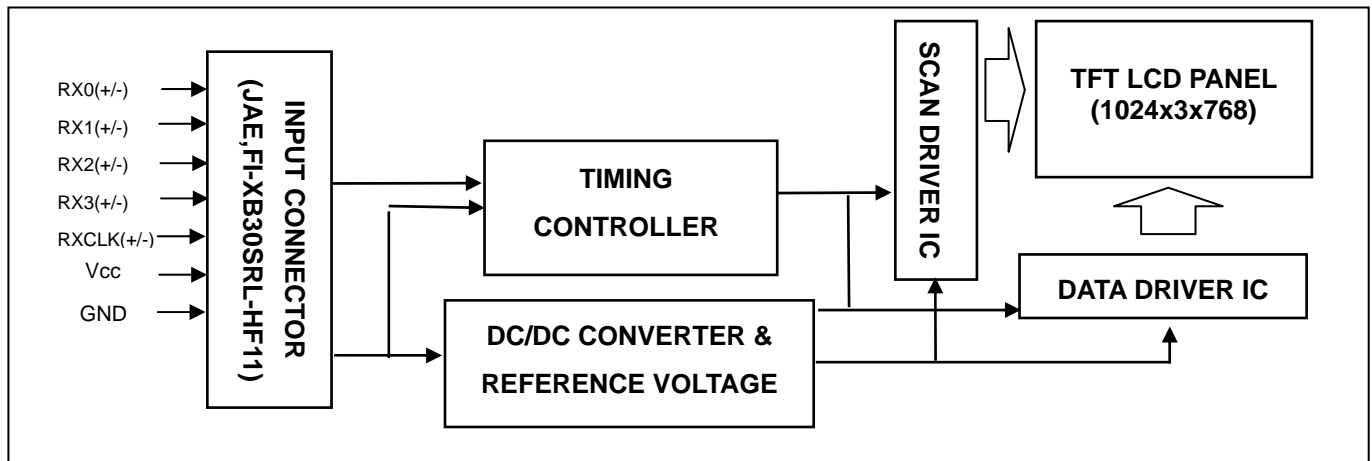 RX0(+/-)
RX1(+/-)
RX2(+/-)
RX3(+/-)
RXCLK(+/-)
Vcc
GND
INPUT CONNECTOR
(JAE,FI-XB30SRL-HF11)
TIMING
CONTROLLER
DC/DC CONVERTER &
REFERENCE VOLTAGE
SCAN DRIVER IC
TFT LCD PANEL
(1024x3x768)
DATA DRIVER IC